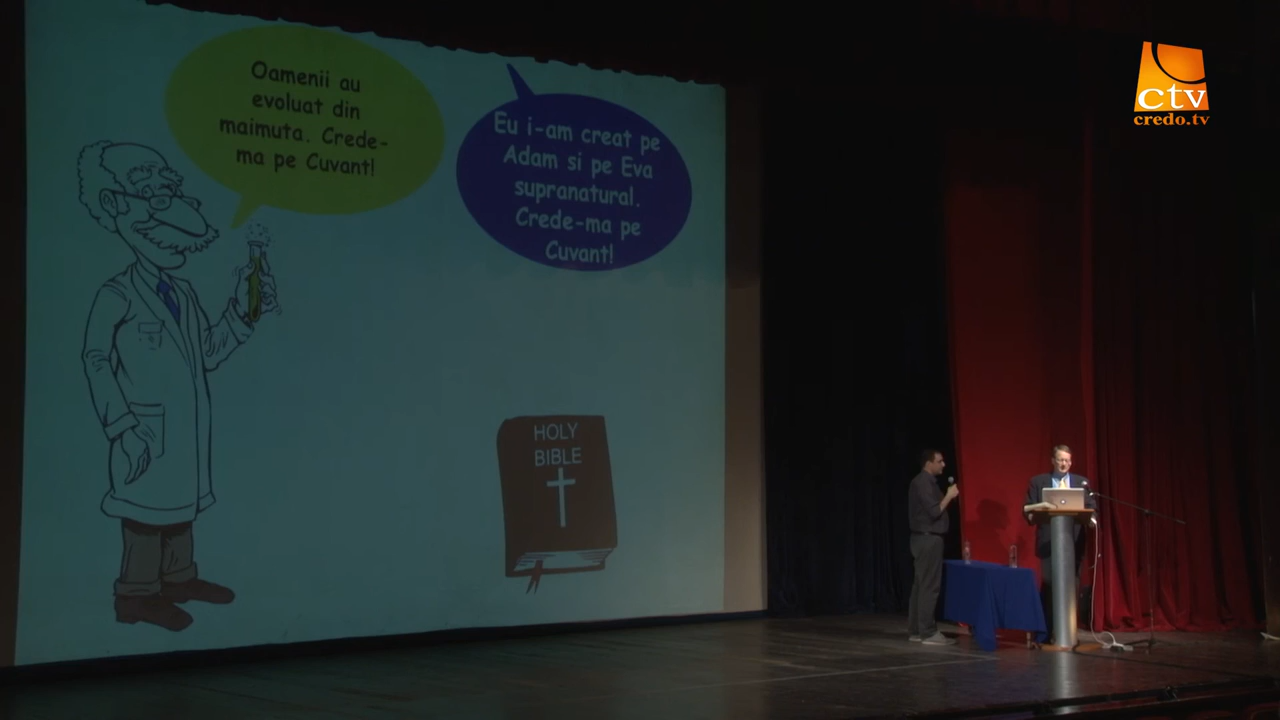 Oamenii au
evoluat din
maimuta. Crede-
ma pe Cuvant!
Eu i-am creat pe
Adam si pe Eva
supranatural.
Crede-ma pe
Cuvant!
HOLY
BIBLE
ctv
credo.tv